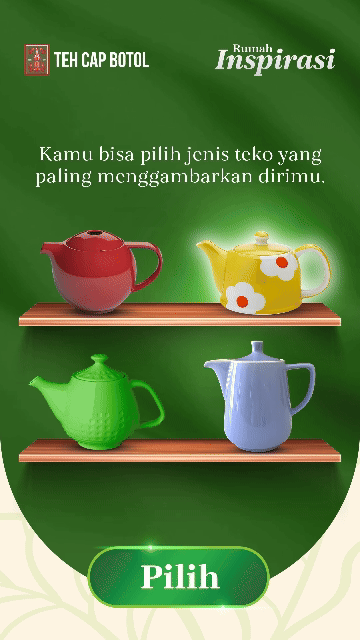 TEH CAP BOTOL
Rumah
Inspirasi
Kamu bisa pilih jenis teko yang
paling menggambarkan dirimu.
Pilih